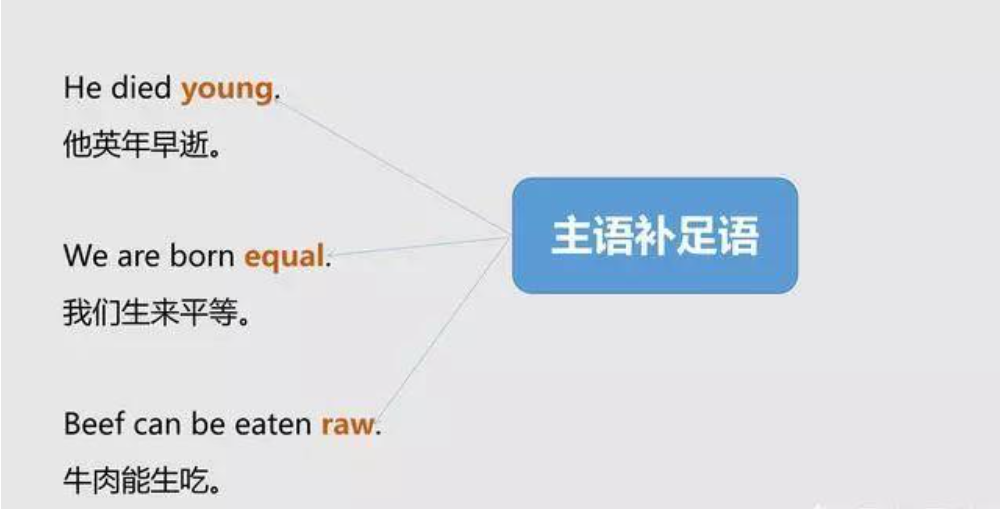 He died young.
他英年早逝。
主语补足语
We are born equal.
我们生来平等。
Beef can be eaten raw.
牛肉能生吃。